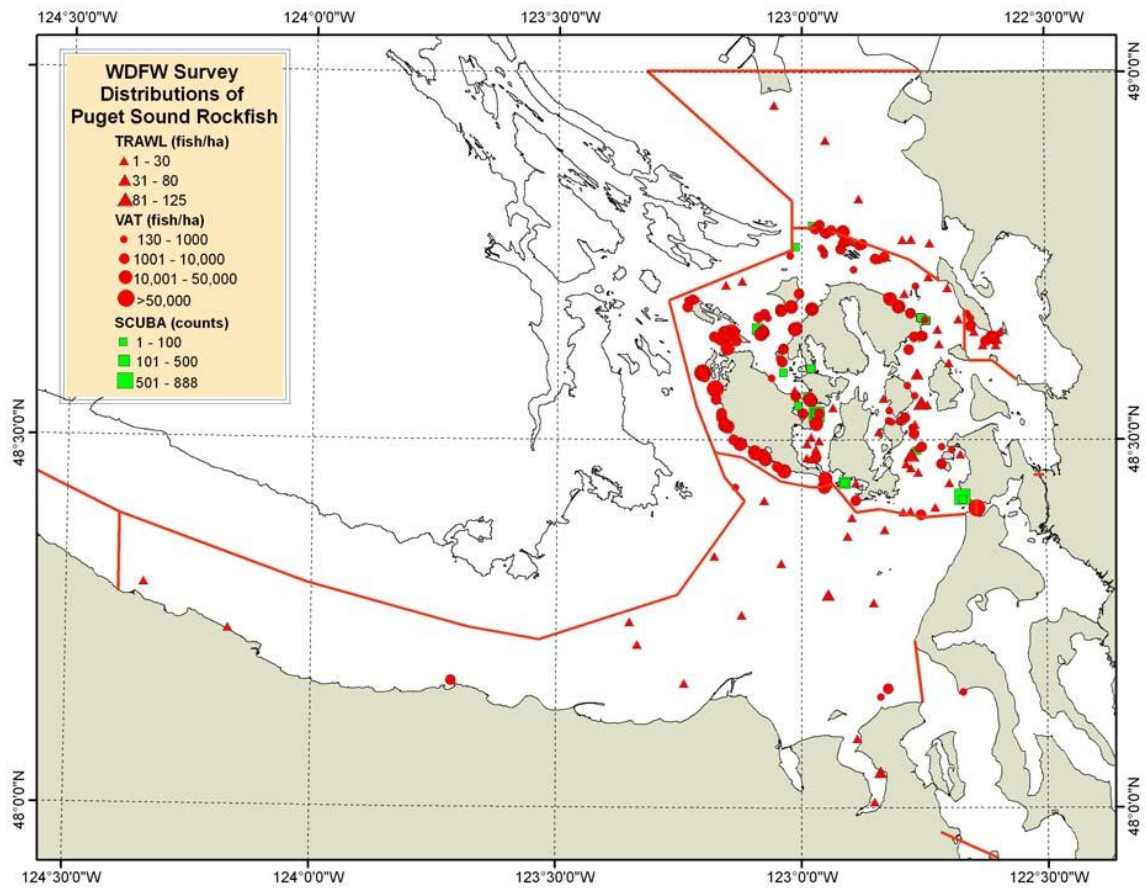 124°30'0"W 124°0'0"W 123°30'0"W 123°0'0"W 122°30'0"W
WDFW Survey
Distributions of
Puget Sound Rockfish
TRAWL (fish/ha)
1 - 30
31 - 80
81 - 125
VAT (fish/ha)
130 - 1000
1001 - 10,000
10,001 - 50,000
>50,000
SCUBA (counts)
1 - 100
101 - 500
501 - 888
49°0'0"N
48°30'0"N
48°0'0"N
49°0'0"N
48°30'0"N
48°0'0"N
124°30'0"W 124°0'0"W 123°30'0"W 123°0'0"W 122°30'0"W